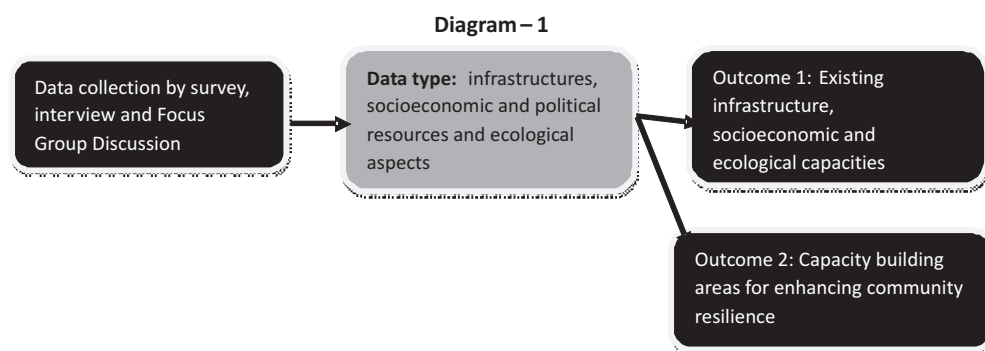 Diagram – 1
Data collection by survey,
interview and Focus
Group Discussion
Data type: infrastructures,
socioeconomic and political
resources and ecological
aspects
Outcome 1: Existing
infrastructure,
socioeconomic and
ecological capacities
Outcome 2: Capacity building
areas for enhancing community
resilience